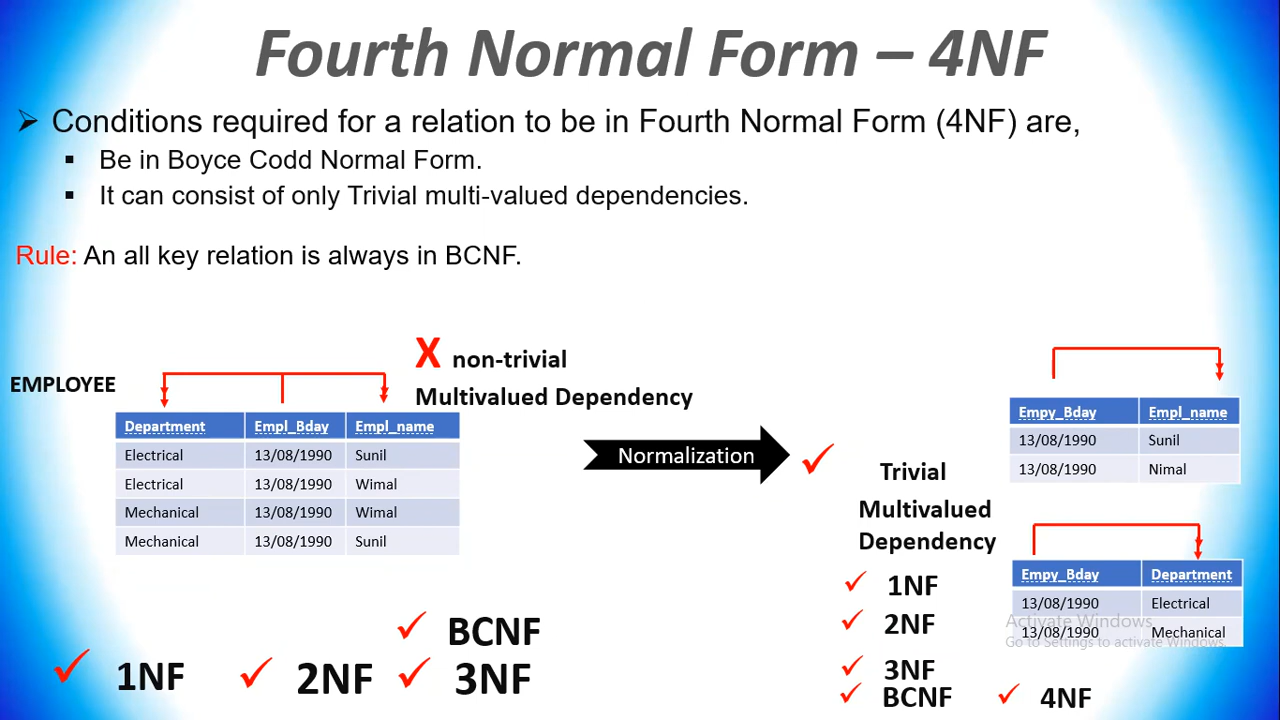 Fourth Normal Form – 4NF
➢ Conditions required for a relation to be in Fourth Normal Form (4NF) are,
▪ Be in Boyce Codd Normal Form.
▪ It can consist of only Trivial multi-valued dependencies.
Rule: An all key relation is always in BCNF.
X non-trivial
Multivalued Dependency
EMPLOYEE
Department Empl_Bday Empl_name
Electrical 13/08/1990 Sunil
Electrical 13/08/1990 Wimal
Mechanical 13/08/1990 Wimal
Mechanical 13/08/1990 Sunil
✓ BCNF
✓ 1NF ✓ 2NF ✓ 3NF
Normalization
✓ Trivial
Multivalued
Dependency
✓ 1NF
✓ 2NF
✓ 3NF
✓ BCNF ✓ 4NF
Empy_Bday Empl_name
13/08/1990 Sunil
13/08/1990 Nimal
Empy_Bday Department
13/08/1990 Electrical
13/08/1990 Mechanical
Activate Windows
Go to Settings to activate Windows.